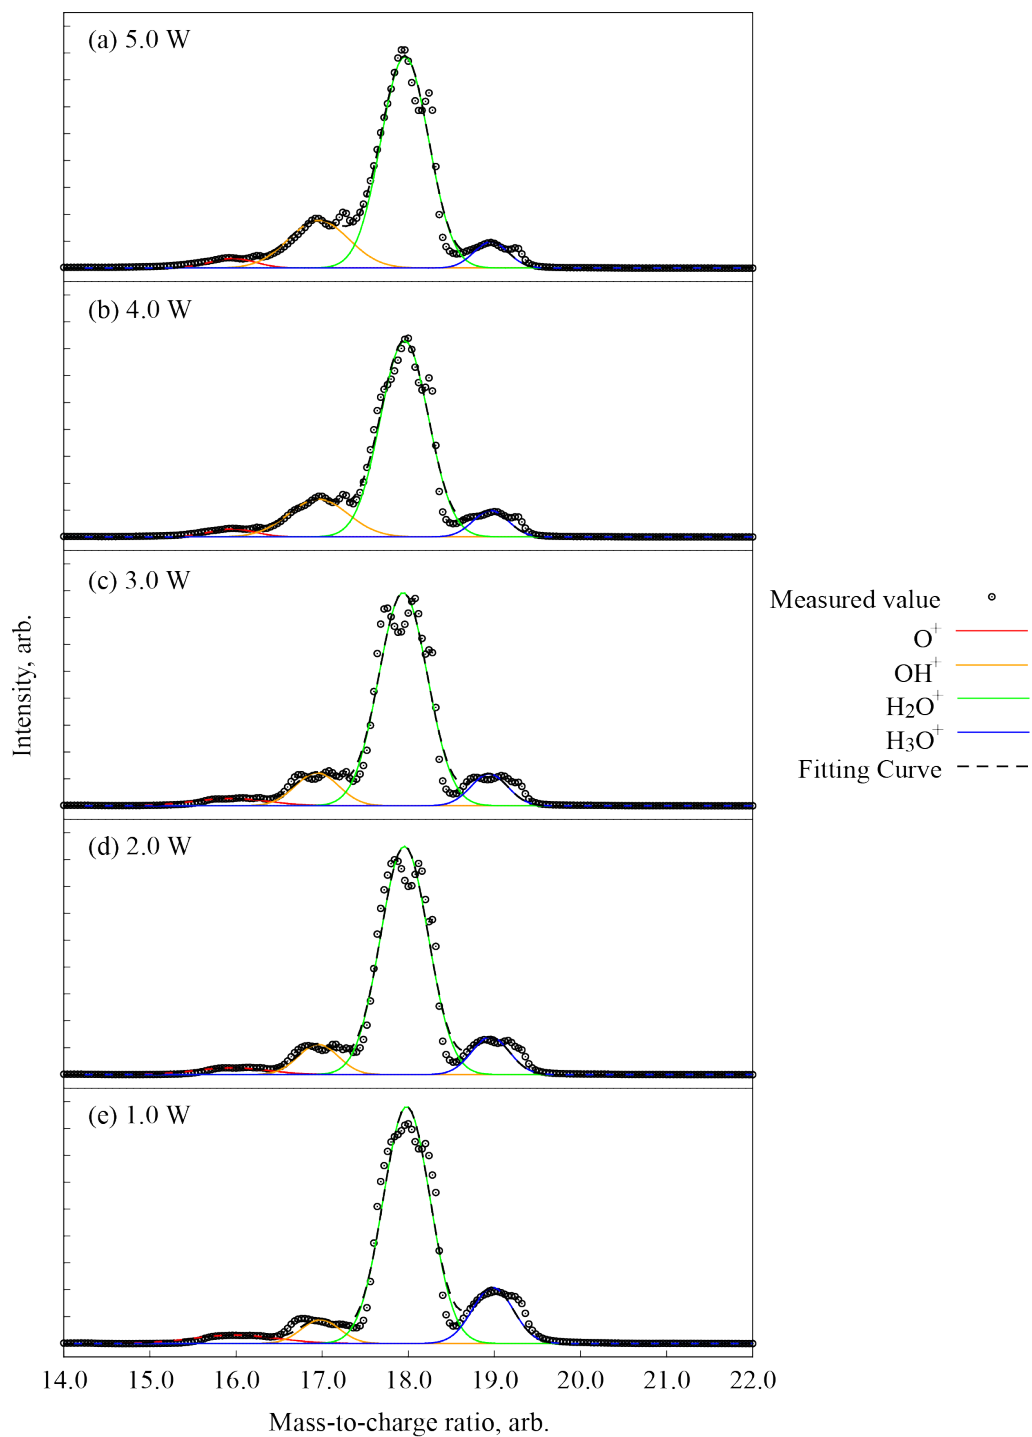 (a) 5.0 W
(b) 4.0 W
(c) 3.0 W
(d) 2.0 W
(e) 1.0 W
Intensity, arb.
Measured value
O⁺
OH⁺
H₂O⁺
H₃O⁺
Fitting Curve
14.0 15.0 16.0 17.0 18.0 19.0 20.0 21.0 22.0
Mass-to-charge ratio, arb.